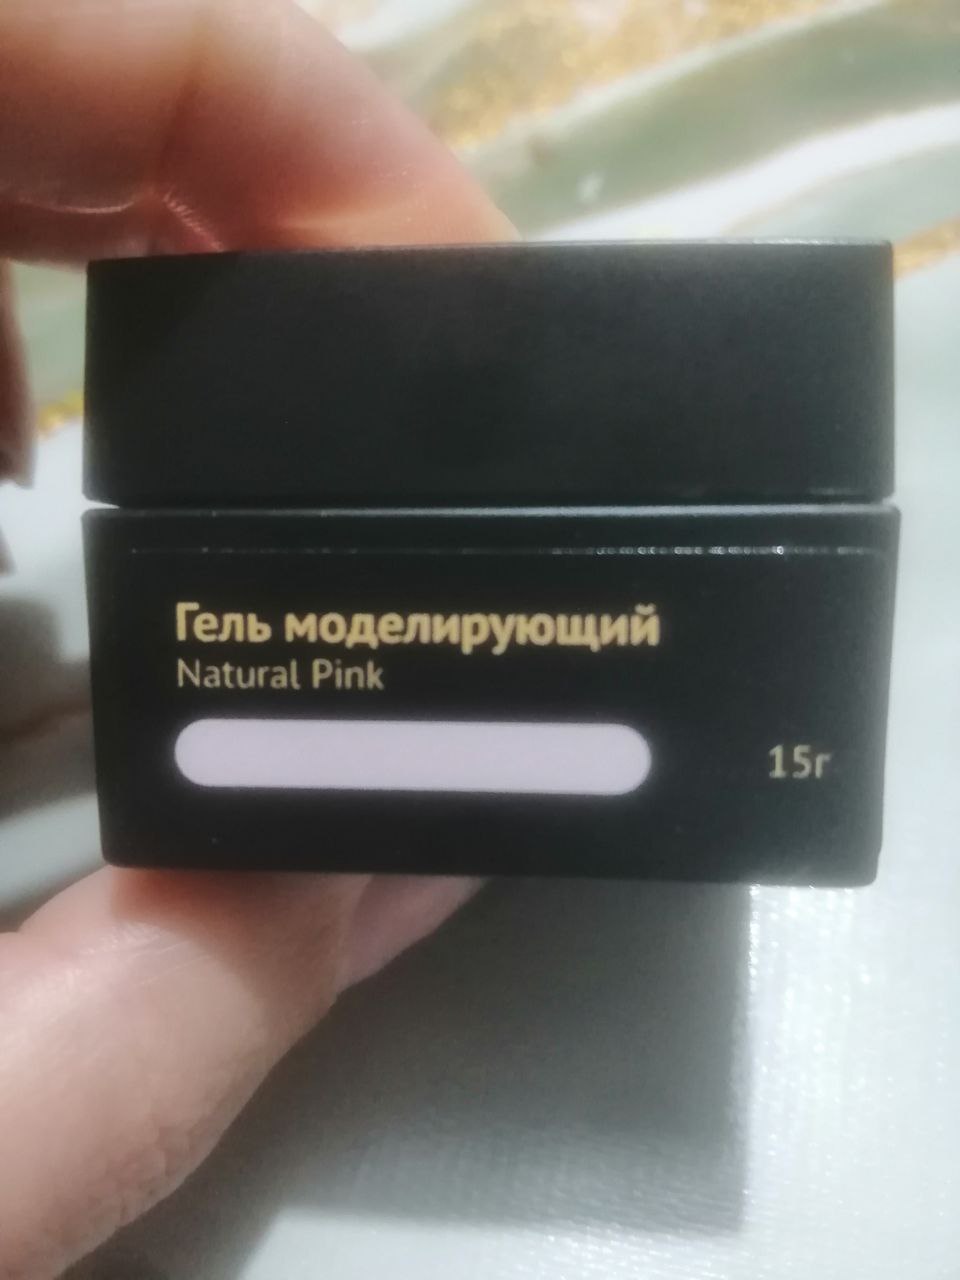 Гель моделирующий
Natural Pink
15г